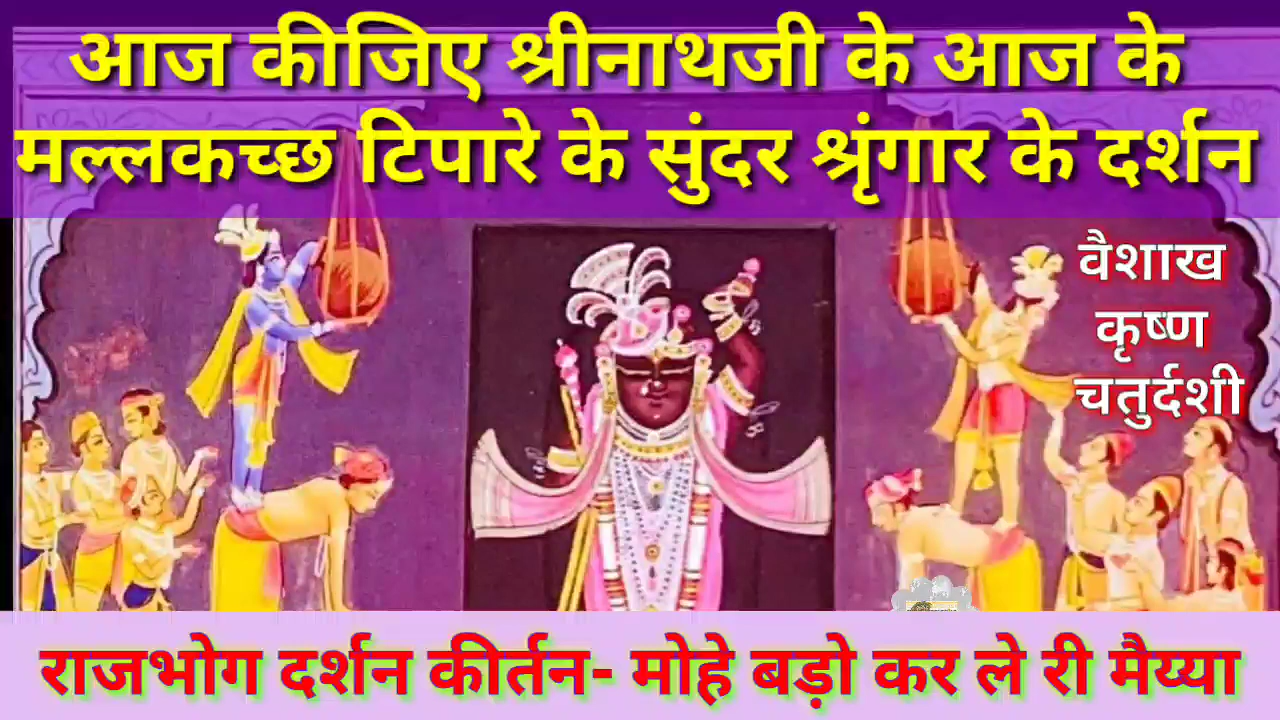 आज कीजिए श्रीनाथजी के आज के
मल्लकच्छ टिपारे के सुंदर श्रृंगार के दर्शन
वैशाख
कृष्ण
चतुर्दशी
राजभोग दर्शन कीर्तन- मोहे बड़ो कर ले री मैय्या